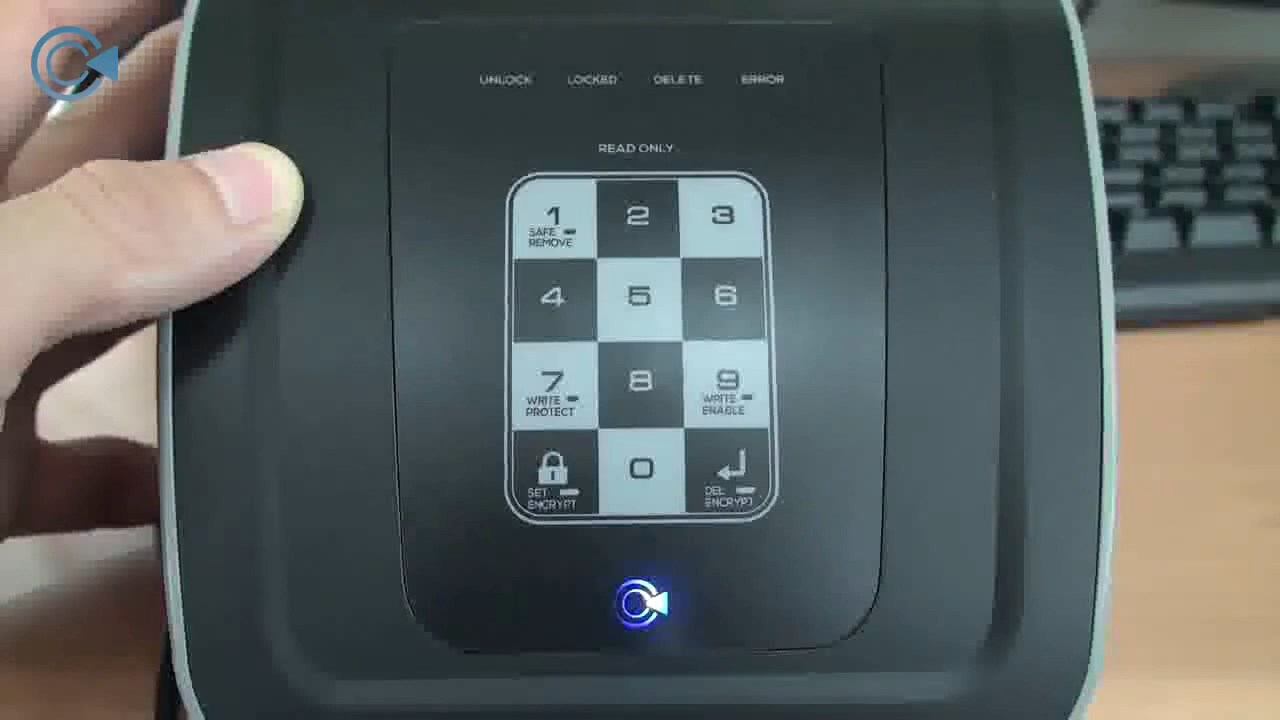 UNLOCK LOCKED DELETE ERROR
READ ONLY
1 2 3
SAFE
REMOVE
4 5 6
7 8 9
WRITE
PROTECT
WRITE
ENABLE
0
SET
ENCRYPT
DEL
ENCRYPT